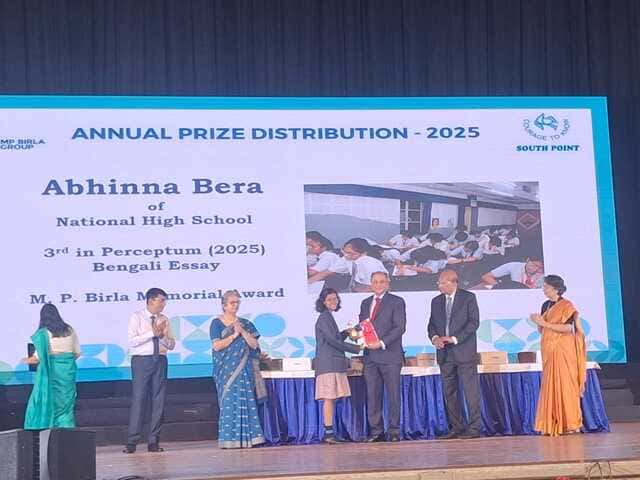 MP BIRLA
GROUP
ANNUAL PRIZE DISTRIBUTION - 2025
COURAGE TO KNOW
SOUTH POINT
Abhinna Bera
of
National High School
3rd in Perceptum (2025)
Bengali Essay
M. P. Birla Memorial Award